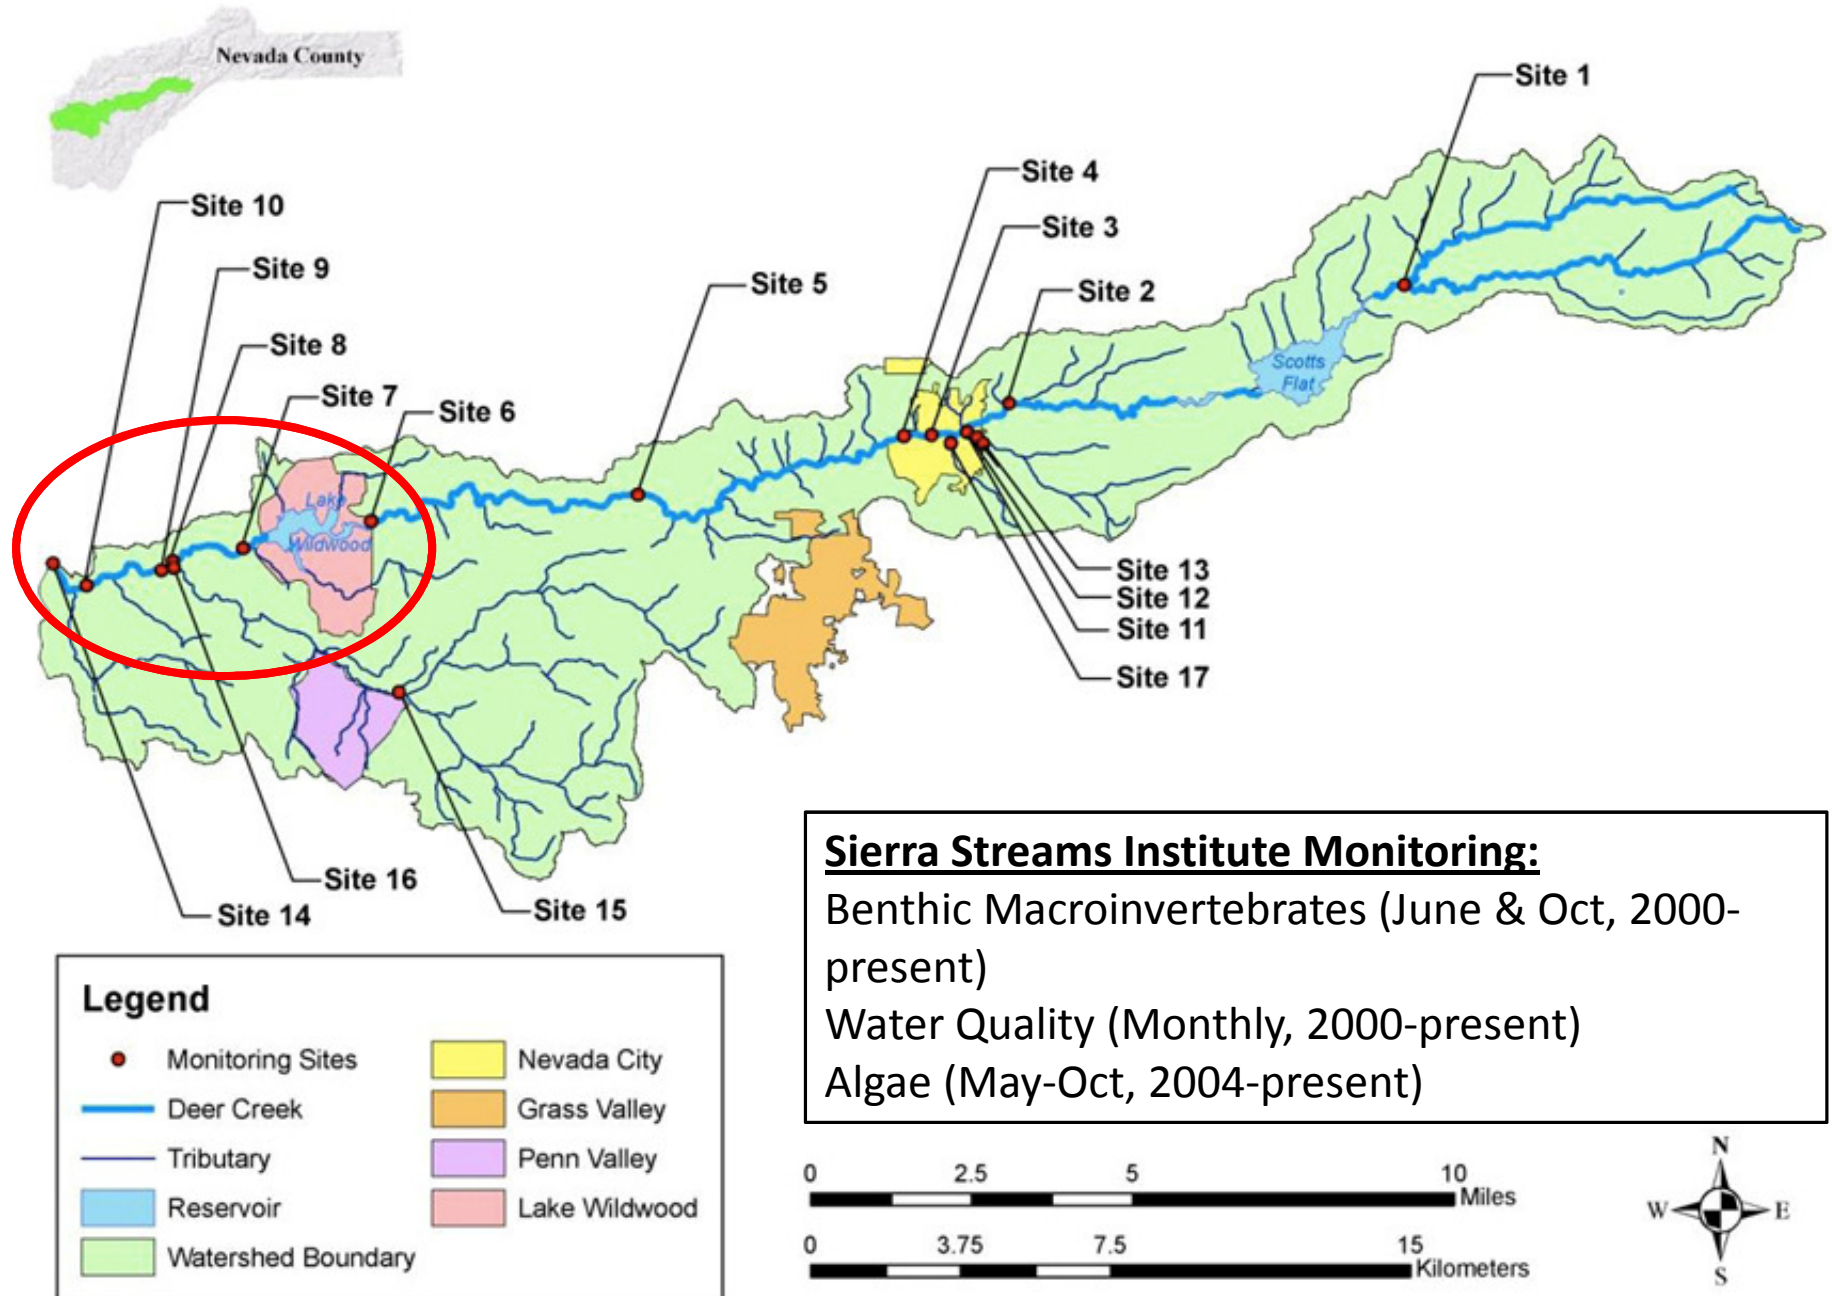 Nevada County
Site 1
Site 4
Site 10
Site 3
Site 9
Site 5
Site 2
Site 8
Scotts
Flat
Site 7
Site 6
Lake
Wildwood
Site 13
Site 12
Site 11
Site 17
Site 16
Site 14
Site 15
Sierra Streams Institute Monitoring:
Benthic Macroinvertebrates (June & Oct, 2000-
present)
Water Quality (Monthly, 2000-present)
Algae (May-Oct, 2004-present)
Legend
Monitoring Sites
Deer Creek
Tributary
Reservoir
Watershed Boundary
Nevada City
Grass Valley
Penn Valley
Lake Wildwood
0 2.5 5 10
Miles
0 3.75 7.5 15
Kilometers
N
W E
S